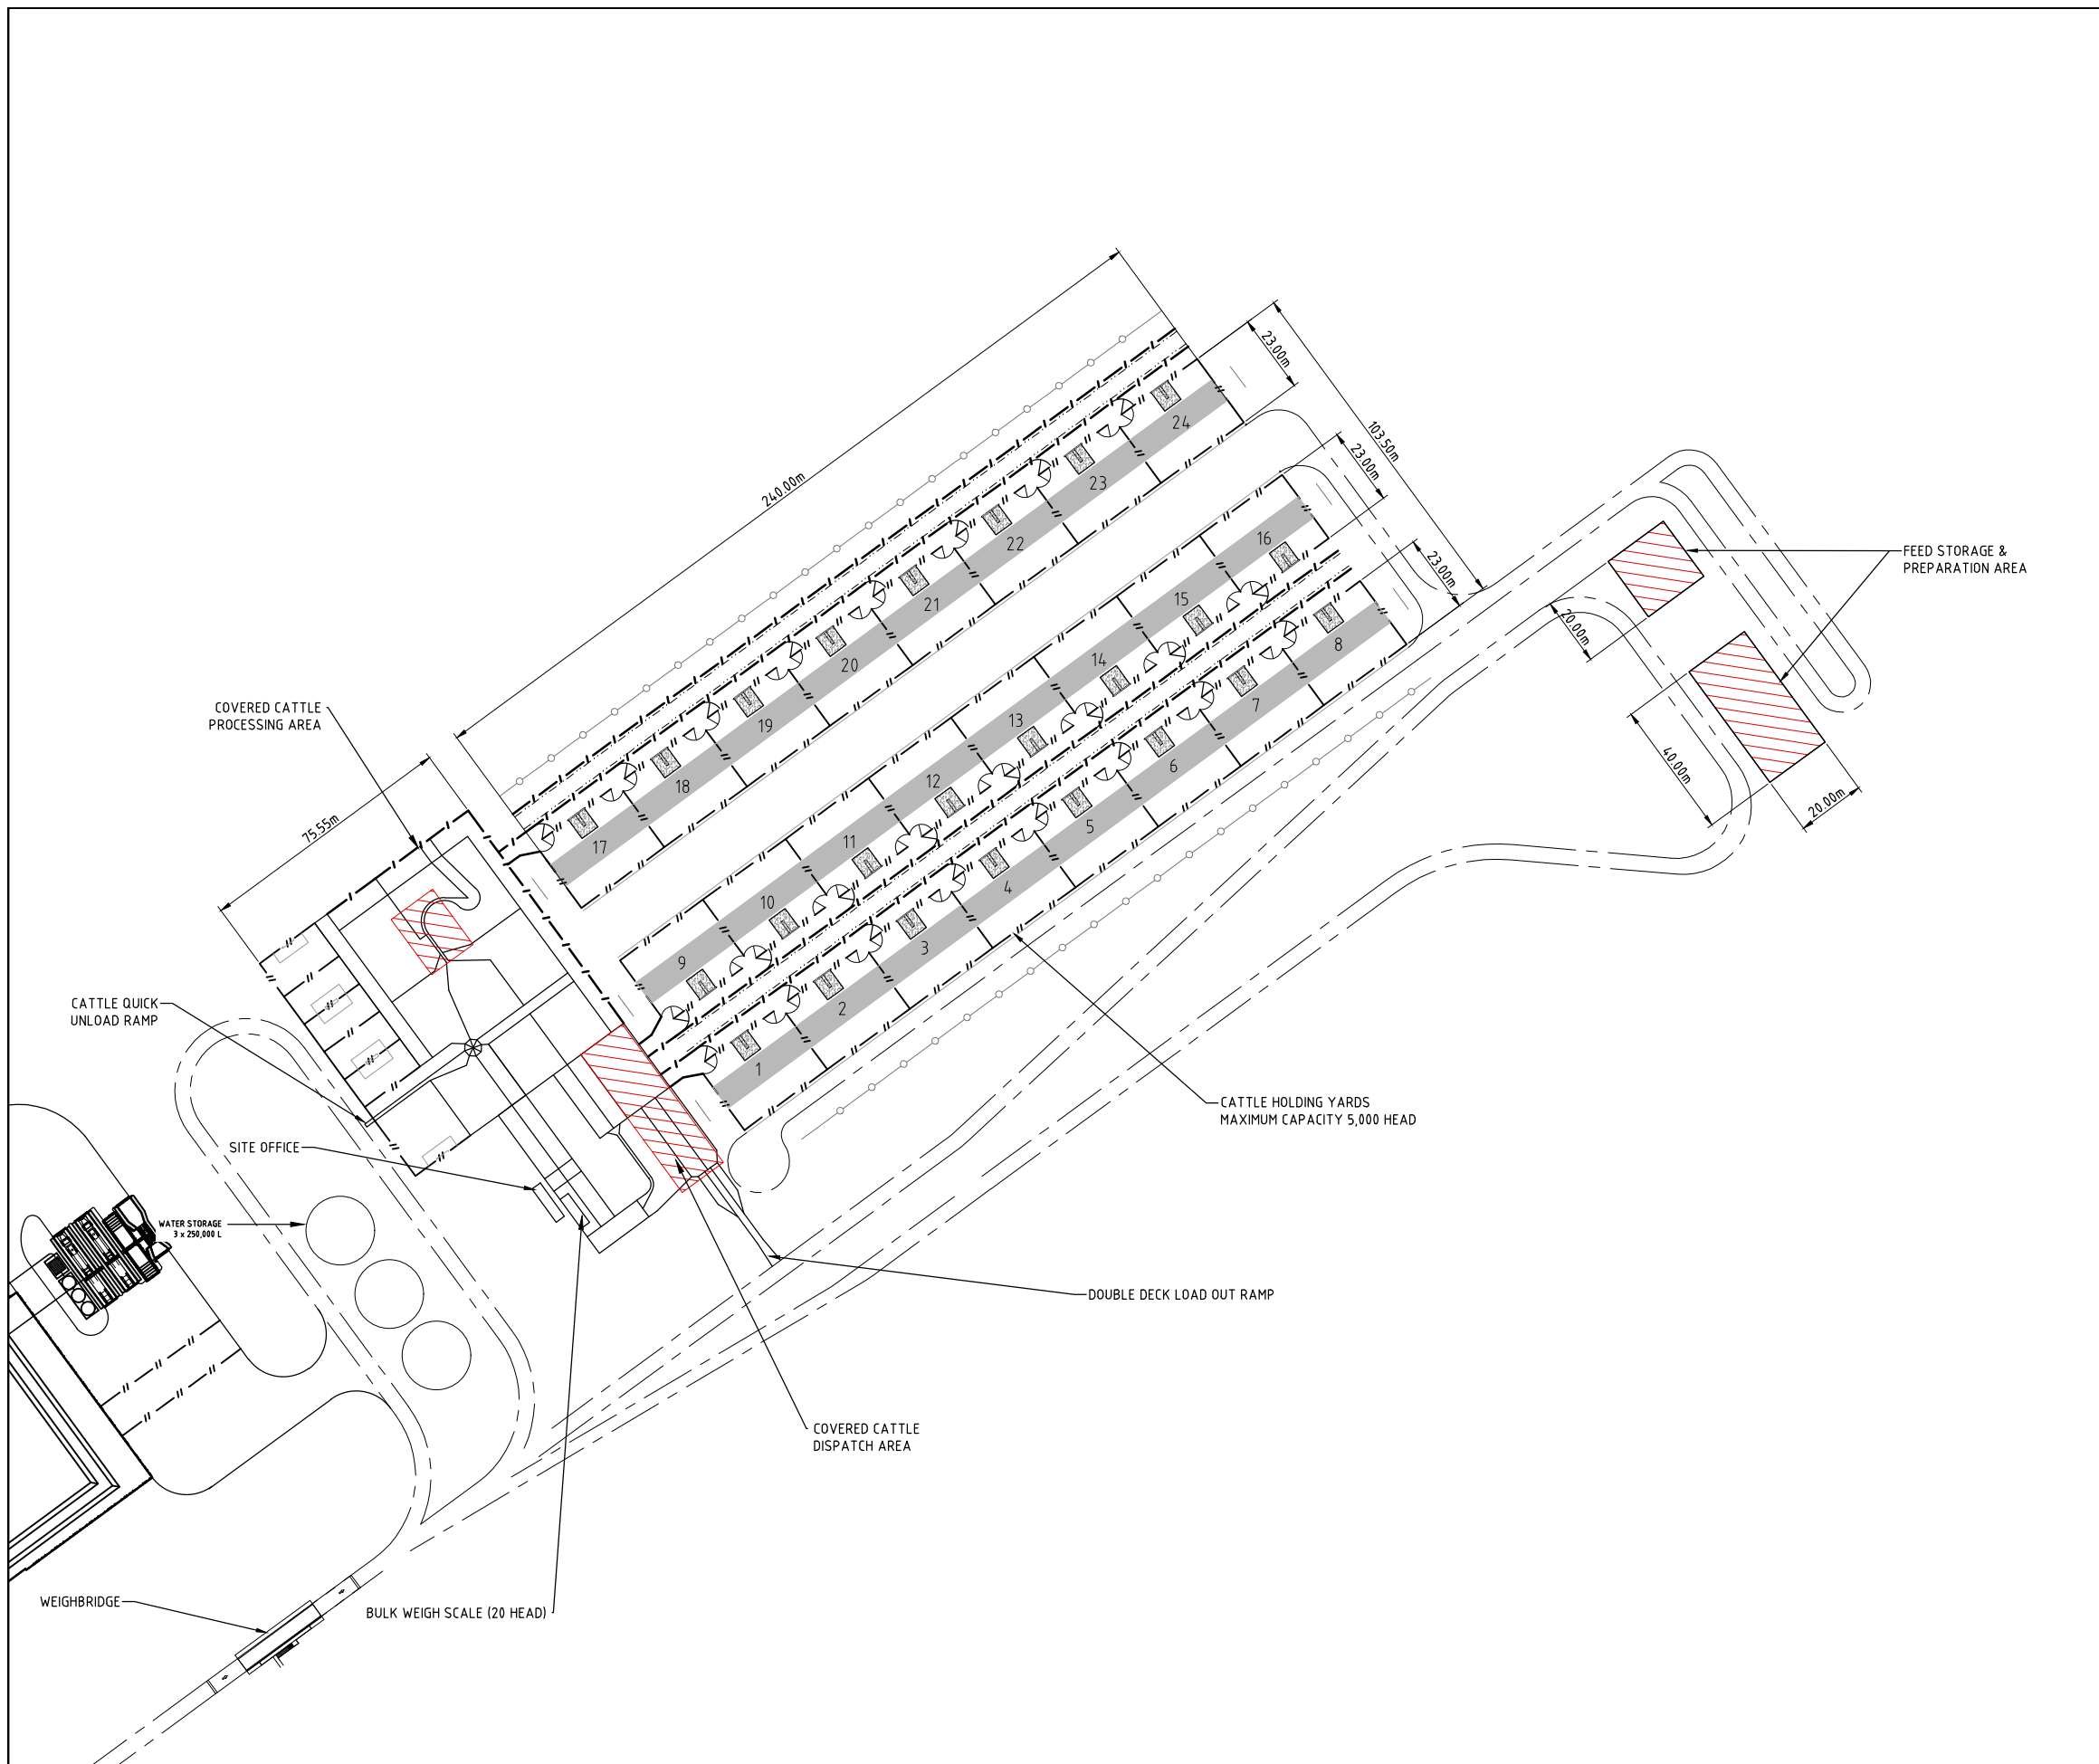 240.00m
23.00m
103.50m
23.00m
23.00m
24
23
22
21
20
19
18
17
16
15
14
13
12
11
10
9
8
7
6
5
4
3
2
1
FEED STORAGE &
PREPARATION AREA
20.00m
40.00m
20.00m
COVERED CATTLE
PROCESSING AREA
75.55m
CATTLE QUICK
UNLOAD RAMP
SITE OFFICE
WATER STORAGE
3 x 250,000 L
CATTLE HOLDING YARDS
MAXIMUM CAPACITY 5,000 HEAD
DOUBLE DECK LOAD OUT RAMP
COVERED CATTLE
DISPATCH AREA
WEIGHBRIDGE
BULK WEIGH SCALE (20 HEAD)